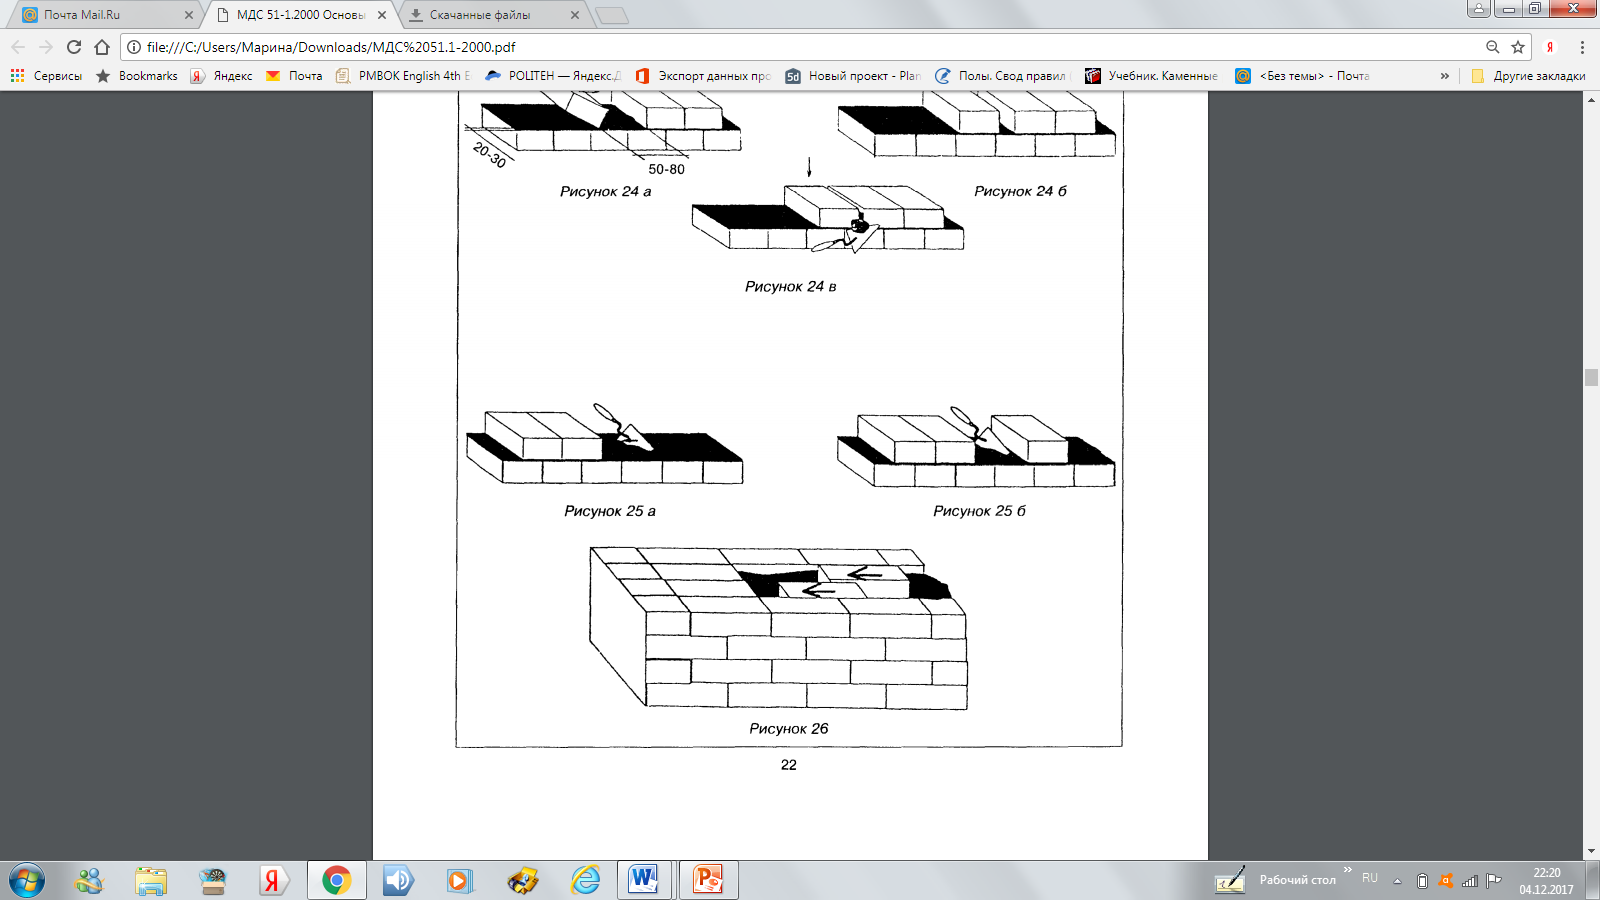 Почта Mail.Ru
МДС 51-1.2000 Основы
Скачанные файлы
file:///C:/Users/Марина/Downloads/МДС%2051.1-2000.pdf
Сервисы
Bookmarks
Яндекс
Почта
PMBOK English 4th E
POLITEH — Яндекс.Д
Экспорт данных про
Новый проект - Plan
Полы. Свод правил
Учебник. Каменные
<Без темы> - Почта
»
Другие закладки
20-30
50-80
Рисунок 24 а
Рисунок 24 б
Рисунок 24 в
Рисунок 25 а
Рисунок 25 б
Рисунок 26
22
Рабочий стол
»
RU
22:20
04.12.2017